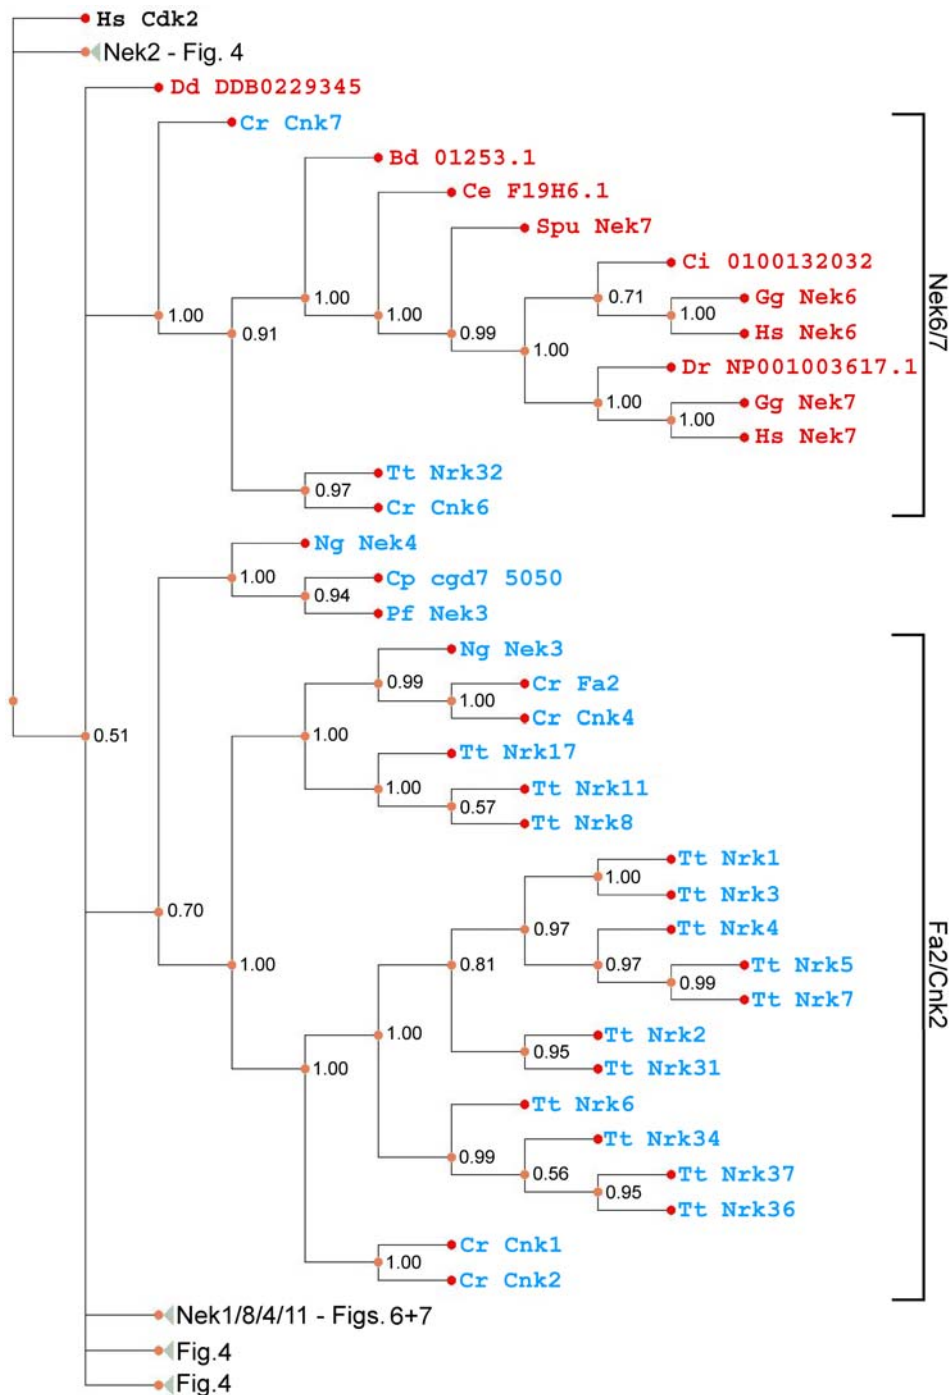 Hs Cdk2
Nek2 - Fig. 4
Dd DDB0229345
Cr Cnk7
Bd 01253.1
Ce F19H6.1
Spu Nek7
Ci 0100132032
0.71
Gg Nek6
1.00
1.00
1.00
1.00
Hs Nek6
0.91
0.99
1.00
Dr NP001003617.1
1.00
Gg Nek7
1.00
Hs Nek7
Nek6/7
Tt Nrk32
0.97
Cr Cnk6
Ng Nek4
1.00
Cp cgd7 5050
0.94
Pf Nek3
Ng Nek3
0.99
Cr Fa2
1.00
Cr Cnk4
0.51
1.00
Tt Nrk17
1.00
Tt Nrk11
0.57
Tt Nrk8
Tt Nrk1
1.00
Tt Nrk3
0.70
0.97
Tt Nrk4
1.00
0.81
0.97
Tt Nrk5
0.99
Tt Nrk7
Fa2/Cnk2
1.00
Tt Nrk2
0.95
1.00
Tt Nrk31
Tt Nrk6
Tt Nrk34
0.99
0.56
Tt Nrk37
0.95
Tt Nrk36
Cr Cnk1
1.00
Cr Cnk2
Nek1/8/4/11 - Figs. 6+7
Fig.4
Fig.4